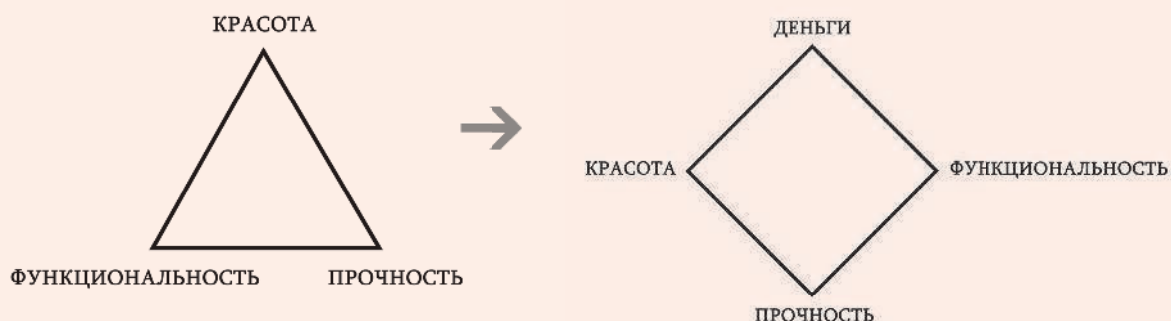 КРАСОТА
ФУНКЦИОНАЛЬНОСТЬ ПРОЧНОСТЬ
ДЕНЬГИ
КРАСОТА ФУНКЦИОНАЛЬНОСТЬ
ПРОЧНОСТЬ